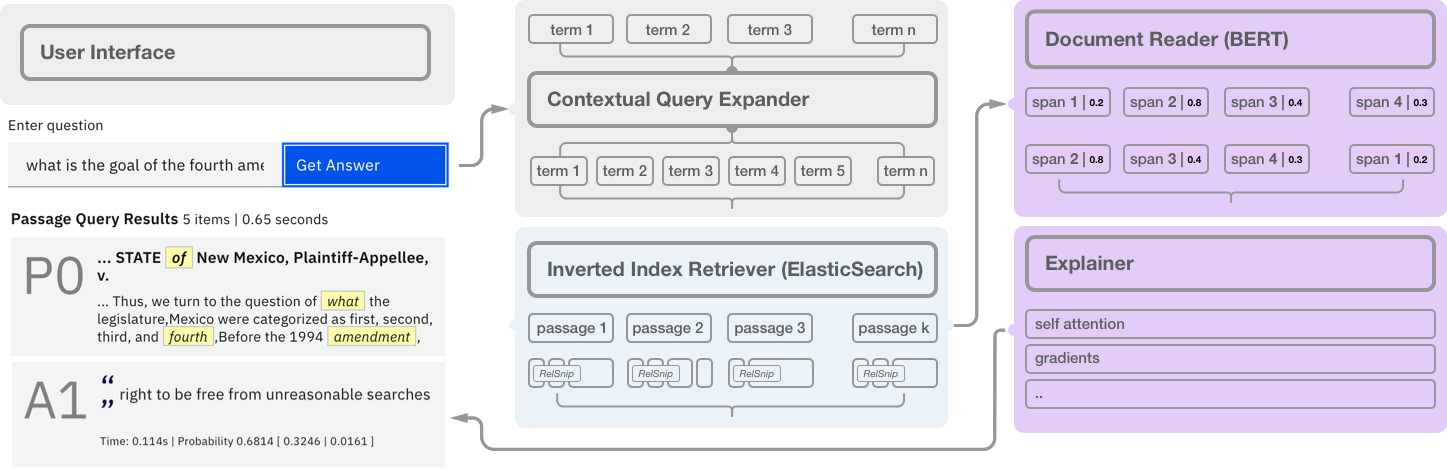 User Interface
Enter question
what is the goal of the fourth ame
Get Answer
Passage Query Results 5 items | 0.65 seconds
P0
... STATE of New Mexico, Plaintiff-Appellee,
v.
... Thus, we turn to the question of what the
legislature,Mexico were categorized as first, second,
third, and fourth ,Before the 1994 amendment ,
A1
“ right to be free from unreasonable searches
”
Time: 0.114s | Probability 0.6814 [ 0.3246 | 0.0161 ]
term 1 term 2 term 3 term n
Contextual Query Expander
term 1 term 2 term 3 term 4 term 5 term n
Inverted Index Retriever (ElasticSearch)
passage 1 passage 2 passage 3 passage k
RelSnip RelSnip RelSnip RelSnip
Document Reader (BERT)
span 1 | 0.2 span 2 | 0.8 span 3 | 0.4 span 4 | 0.3
span 2 | 0.8 span 3 | 0.4 span 4 | 0.3 span 1 | 0.2
Explainer
self attention
gradients
..